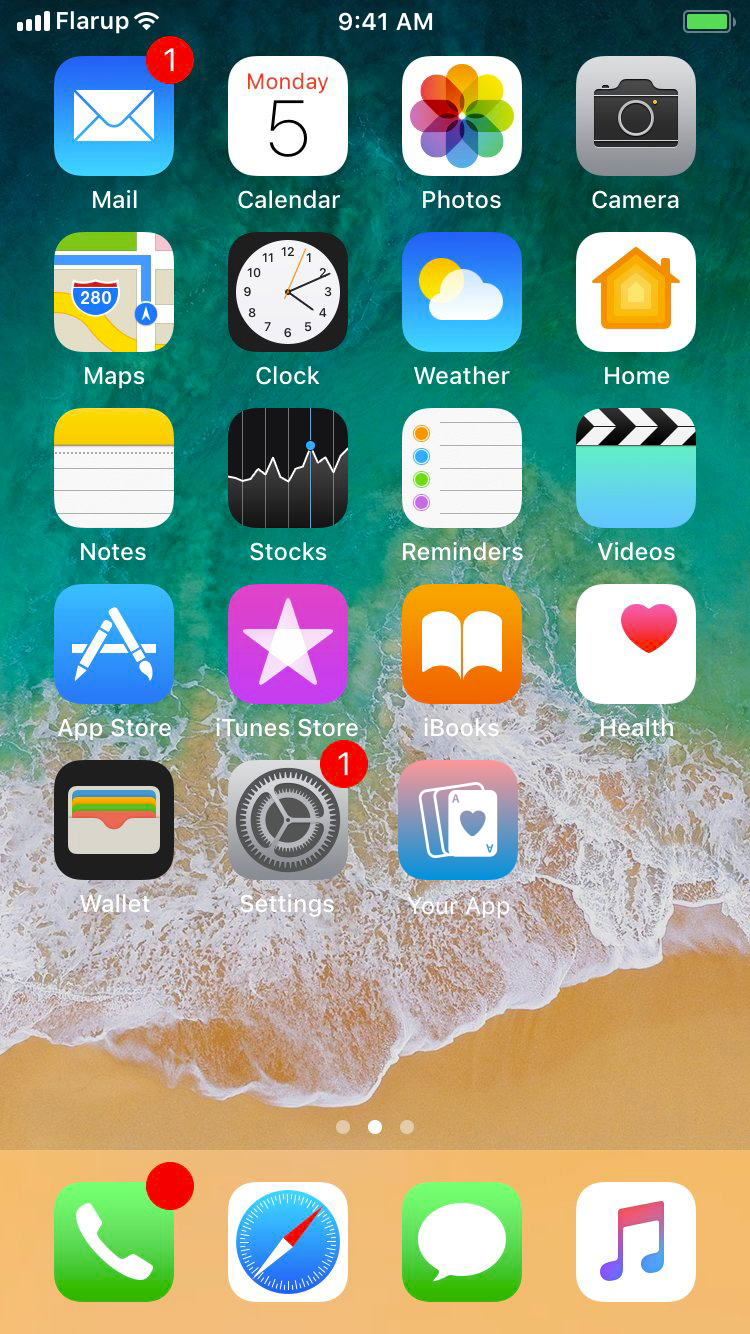 Flarup 9:41 AM
1
Monday
5
Mail Calendar Photos Camera
280
12 1 2 3 4 5 6 7 8 9 10 11
Maps Clock Weather Home
Notes Stocks Reminders Videos
App Store iTunes Store iBooks Health
1
A
A
Wallet Settings Your App